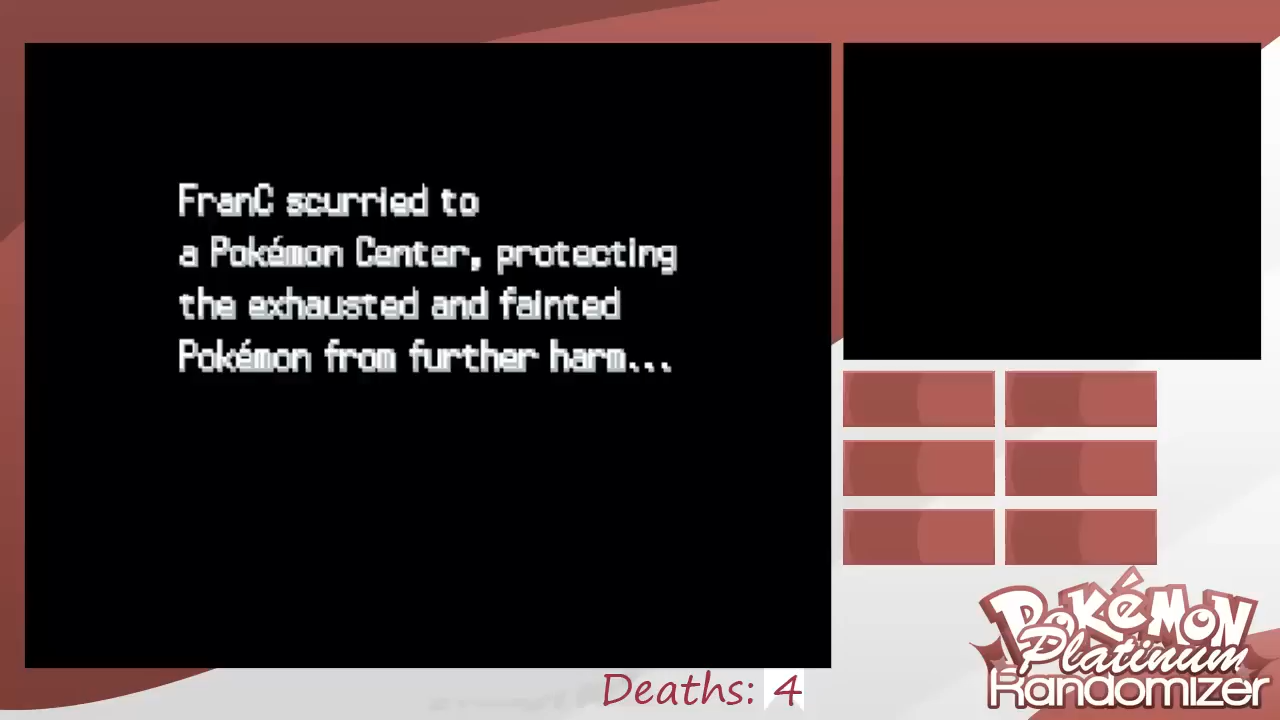 FranC scurried to
a Pokémon Center, protecting
the exhausted and fainted
Pokémon from further harm...
Deaths: 4
POKéMON
Platinum
Randomizer